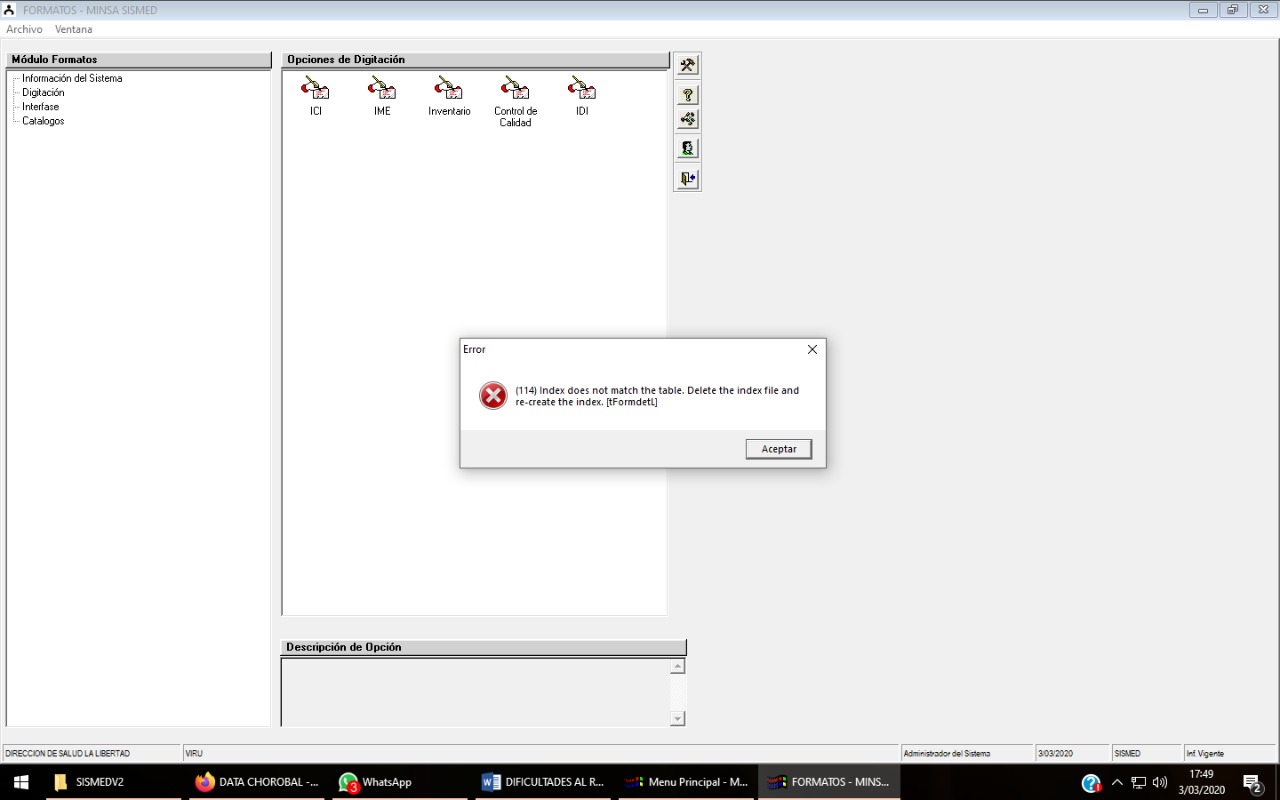 FORMATOS - MINSA SISMED
Archivo Ventana
Módulo Formatos
Información del Sistema
Digitación
Interfase
Catalogos
Opciones de Digitación
ICI
IME
Inventario
Control de
Calidad
IDI
Error
(114) Index does not match the table. Delete the index file and
re-create the index. [tFormdetL]
Aceptar
Descripción de Opción
DIRECCION DE SALUD LA LIBERTAD
VIRU
Administrador del Sistema
3/03/2020
SISMED
Inf. Vigente
SISMEDV2
DATA CHOROBAL -...
3
WhatsApp
DIFICULTADES AL R...
Menu Principal - M...
FORMATOS - MINS...
17:49
3/03/2020
2